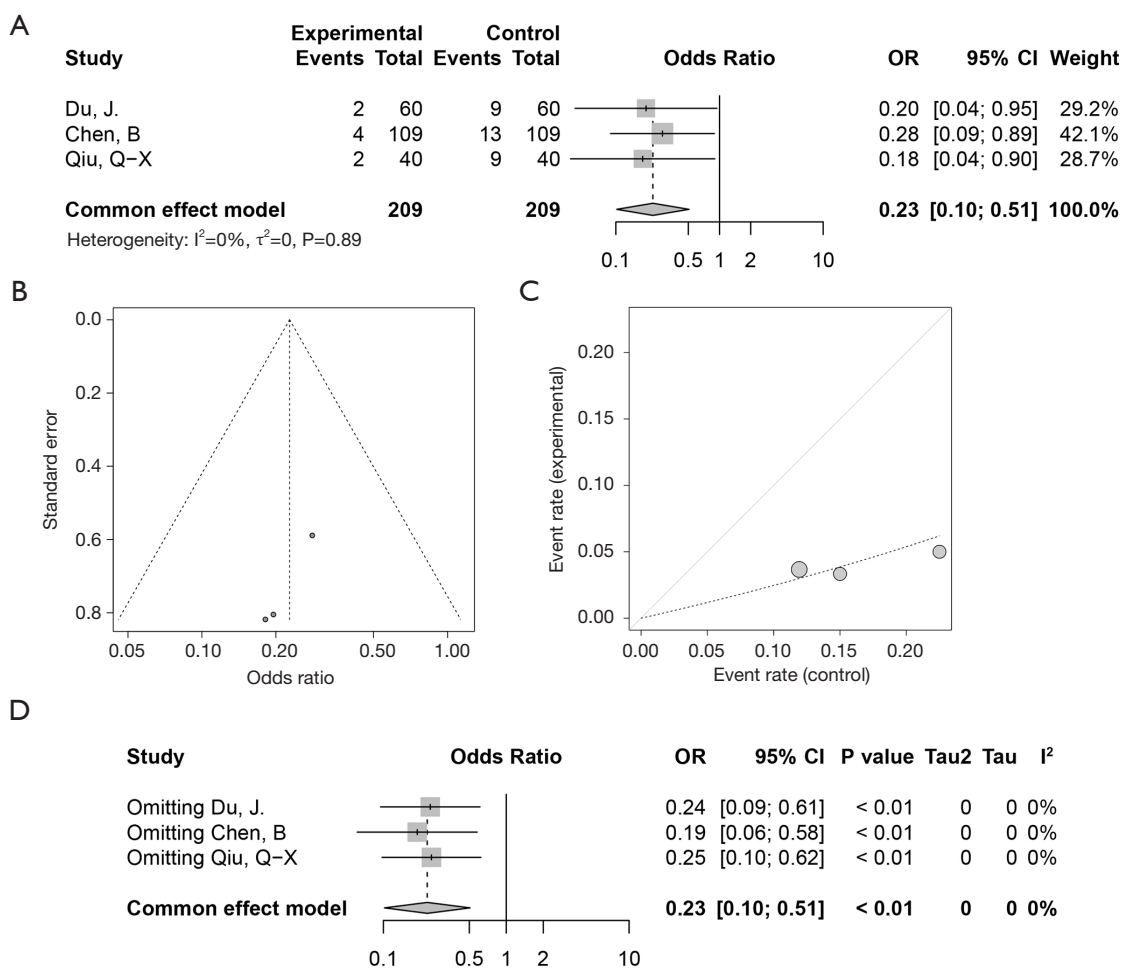 A
Experimental Control
Study Events Total Events Total Odds Ratio OR 95% CI Weight
Du, J. 2 60 9 60 0.20 [0.04; 0.95] 29.2%
Chen, B 4 109 13 109 0.28 [0.09; 0.89] 42.1%
Qiu, Q−X 2 40 9 40 0.18 [0.04; 0.90] 28.7%
Common effect model 209 209 0.23 [0.10; 0.51] 100.0%
Heterogeneity: I²=0%, τ²=0, P=0.89
0.1 0.5 1 2 10
B
0.0
0.2
0.4
0.6
0.8
Standard error
0.05 0.10 0.20 0.50 1.00
Odds ratio
C
0.20
0.15
0.10
0.05
0.00
Event rate (experimental)
0.00 0.05 0.10 0.15 0.20
Event rate (control)
D
Study Odds Ratio OR 95% CI P value Tau2 Tau I²
Omitting Du, J. 0.24 [0.09; 0.61] < 0.01 0 0 0%
Omitting Chen, B 0.19 [0.06; 0.58] < 0.01 0 0 0%
Omitting Qiu, Q−X 0.25 [0.10; 0.62] < 0.01 0 0 0%
Common effect model 0.23 [0.10; 0.51] < 0.01 0 0 0%
0.1 0.5 1 2 10